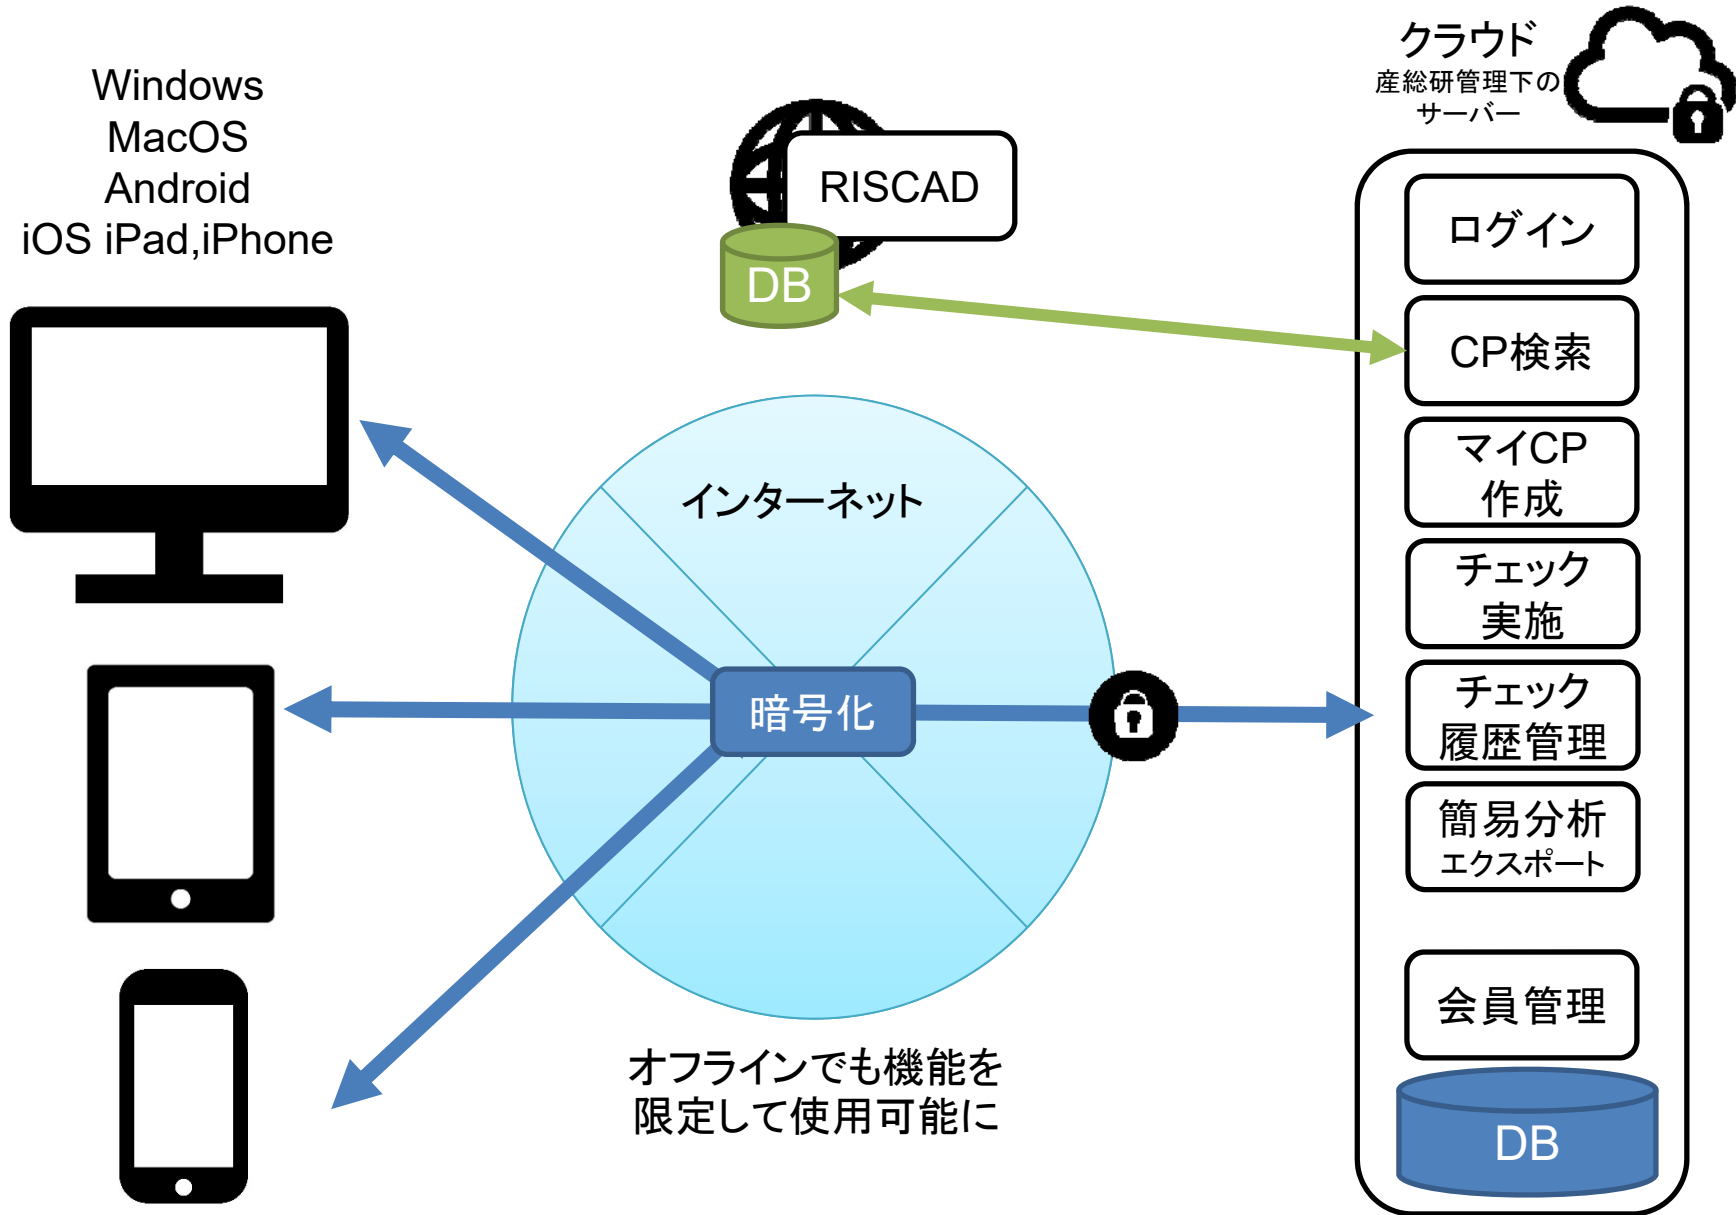 Windows
MacOS
Android
iOS iPad,iPhone
RISCAD
DB
クラウド
産総研管理下の
サーバー
ログイン
CP検索
マイCP
作成
チェック
実施
チェック
履歴管理
簡易分析
エクスポート
会員管理
DB
インターネット
暗号化
オフラインでも機能を
限定して使用可能に